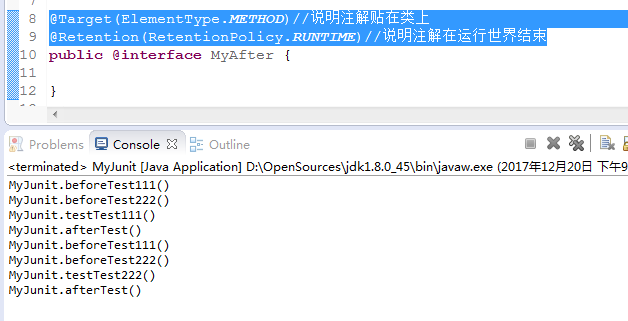 7
8 @Target(ElementType.METHOD)//说明注解贴在类上
9 @Retention(RetentionPolicy.RUNTIME)//说明注解在运行世界结束
10 public @interface MyAfter {
11
12 }
Problems Console Outline
<terminated> MyJunit [Java Application] D:\OpenSources\jdk1.8.0_45\bin\javaw.exe (2017年12月20日 下午9
MyJunit.beforeTest111()
MyJunit.beforeTest222()
MyJunit.testTest111()
MyJunit.afterTest()
MyJunit.beforeTest111()
MyJunit.beforeTest222()
MyJunit.testTest222()
MyJunit.afterTest()